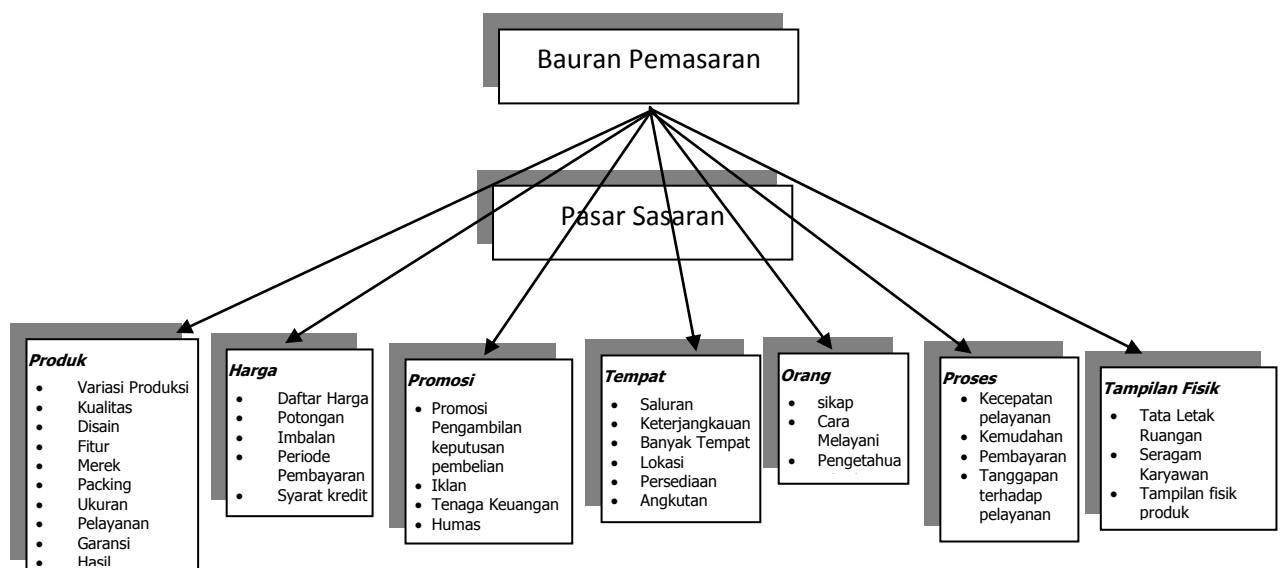 Bauran Pemasaran
Pasar Sasaran
Produk
• Variasi Produksi
• Kualitas
• Disain
• Fitur
• Merek
• Packing
• Ukuran
• Pelayanan
• Garansi
• Hasil
Harga
• Daftar Harga
• Potongan
• Imbalan
• Periode
Pembayaran
• Syarat kredit
Promosi
• Promosi
Pengambilan
keputusan
pembelian
• Iklan
• Tenaga Keuangan
• Humas
Tempat
• Saluran
• Keterjangkauan
• Banyak Tempat
• Lokasi
• Persediaan
• Angkutan
Orang
• sikap
• Cara
Melayani
• Pengetahua
Proses
• Kecepatan
pelayanan
• Kemudahan
• Pembayaran
• Tanggapan
terhadap
pelayanan
Tampilan Fisik
• Tata Letak
Ruangan
• Seragam
Karyawan
• Tampilan fisik
produk